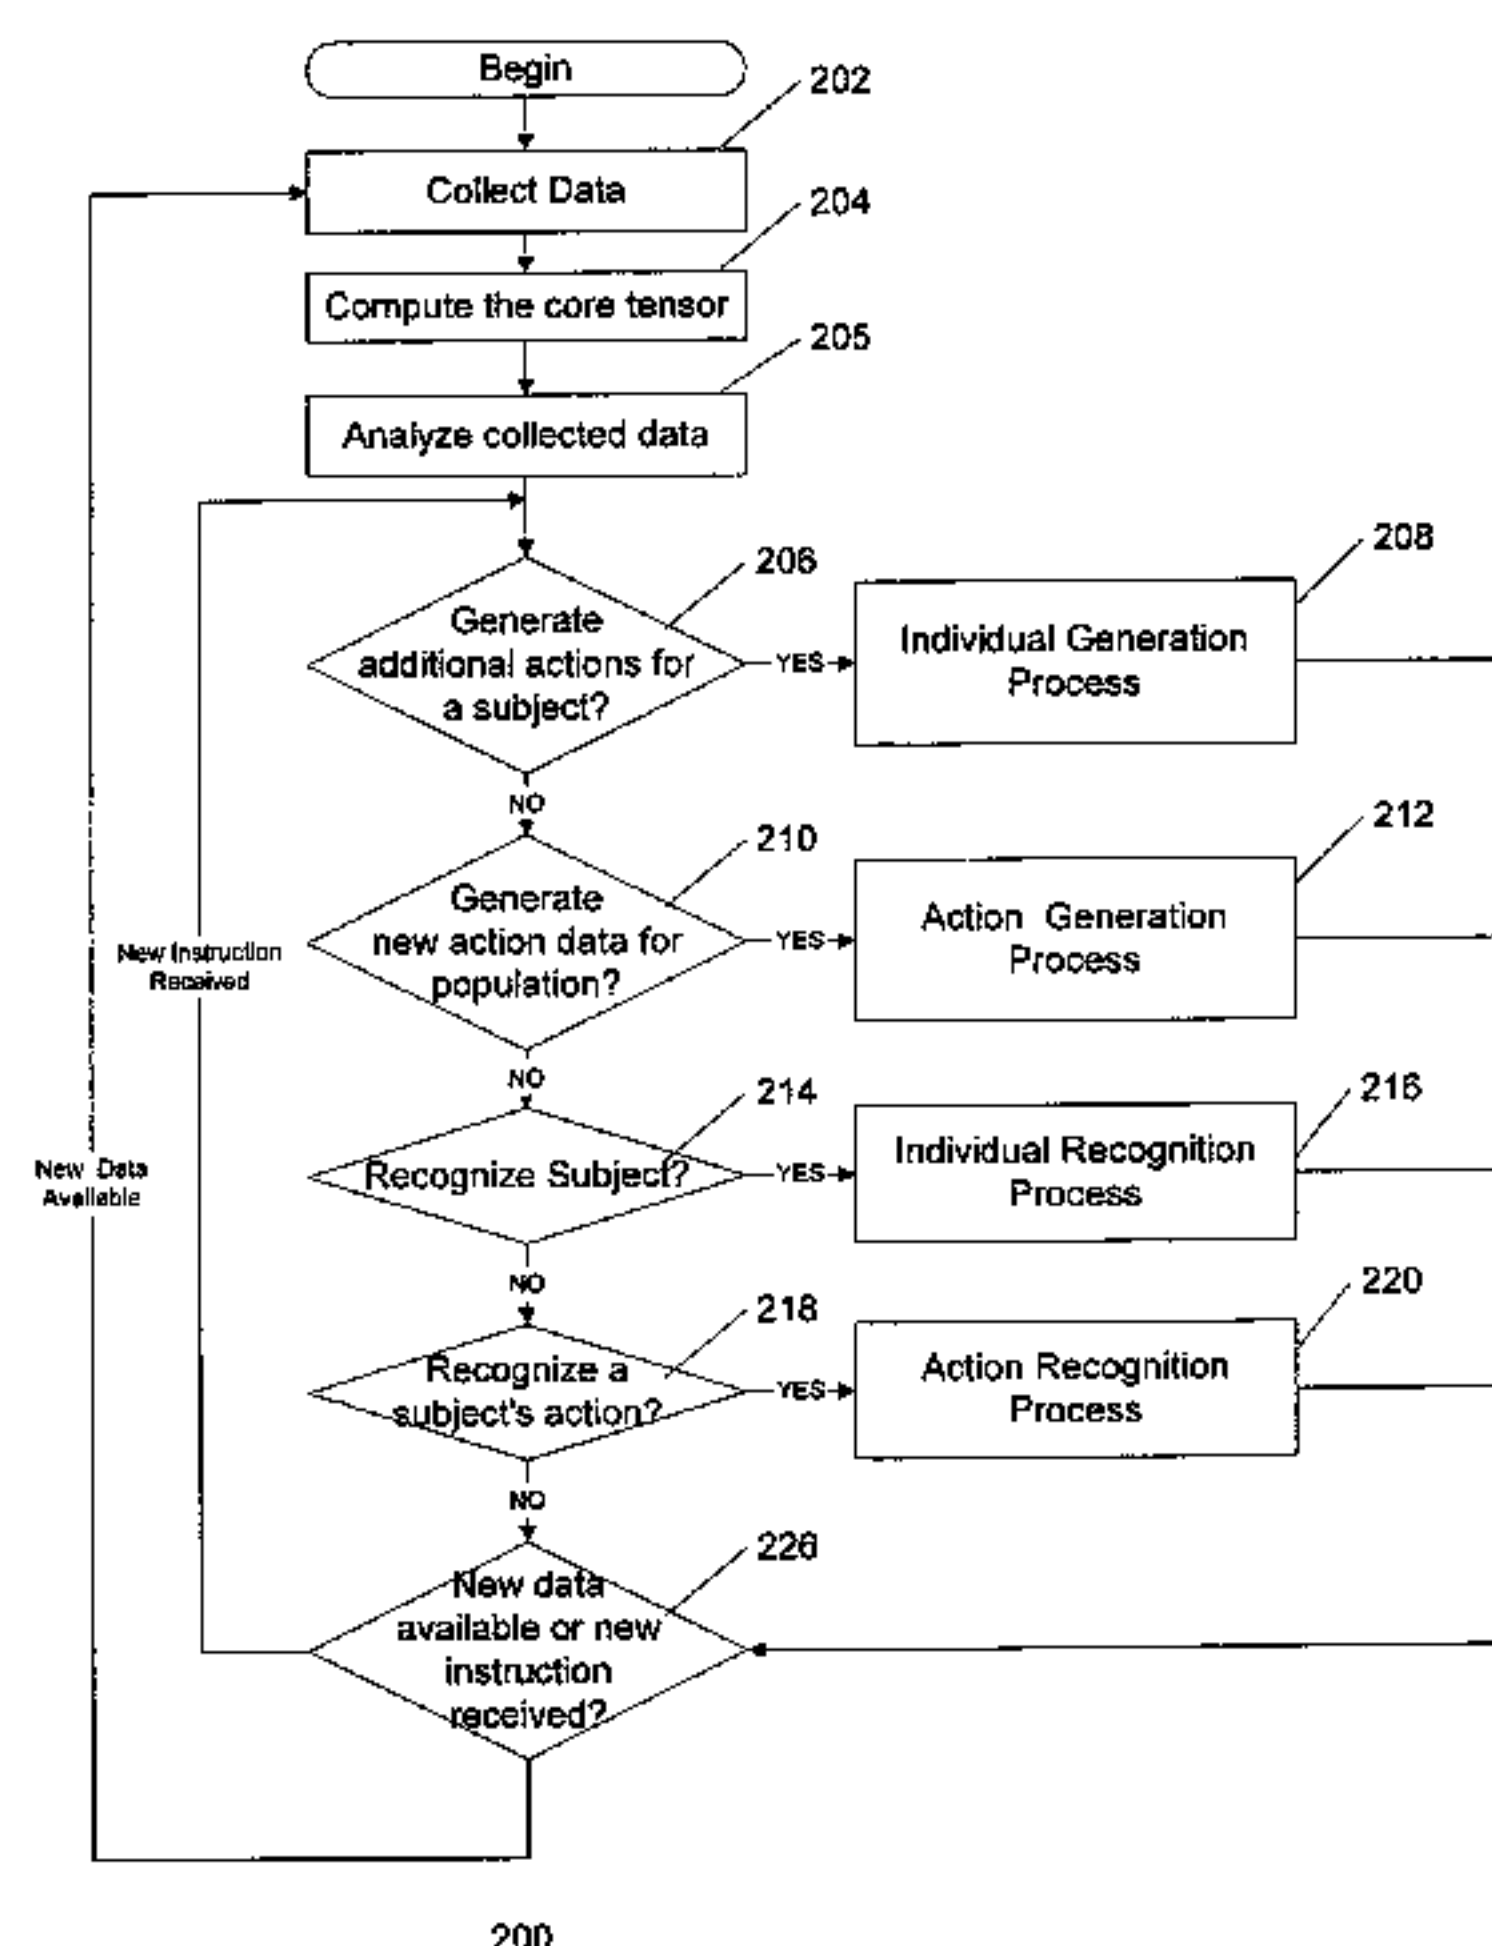 Begin
202
Collect Data
204
Compute the core tensor
205
Analyze collected data
206
208
Generate
additional actions for
a subject?
YES
Individual Generation
Process
NO
210
212
Generate
new action data for
population?
YES
Action Generation
Process
New Instruction
Received
NO
214
216
Recognize Subject?
YES
Individual Recognition
Process
New Data
Available
NO
218
220
Recognize a
subject's action?
YES
Action Recognition
Process
NO
226
New data
available or new
instruction
received?
200